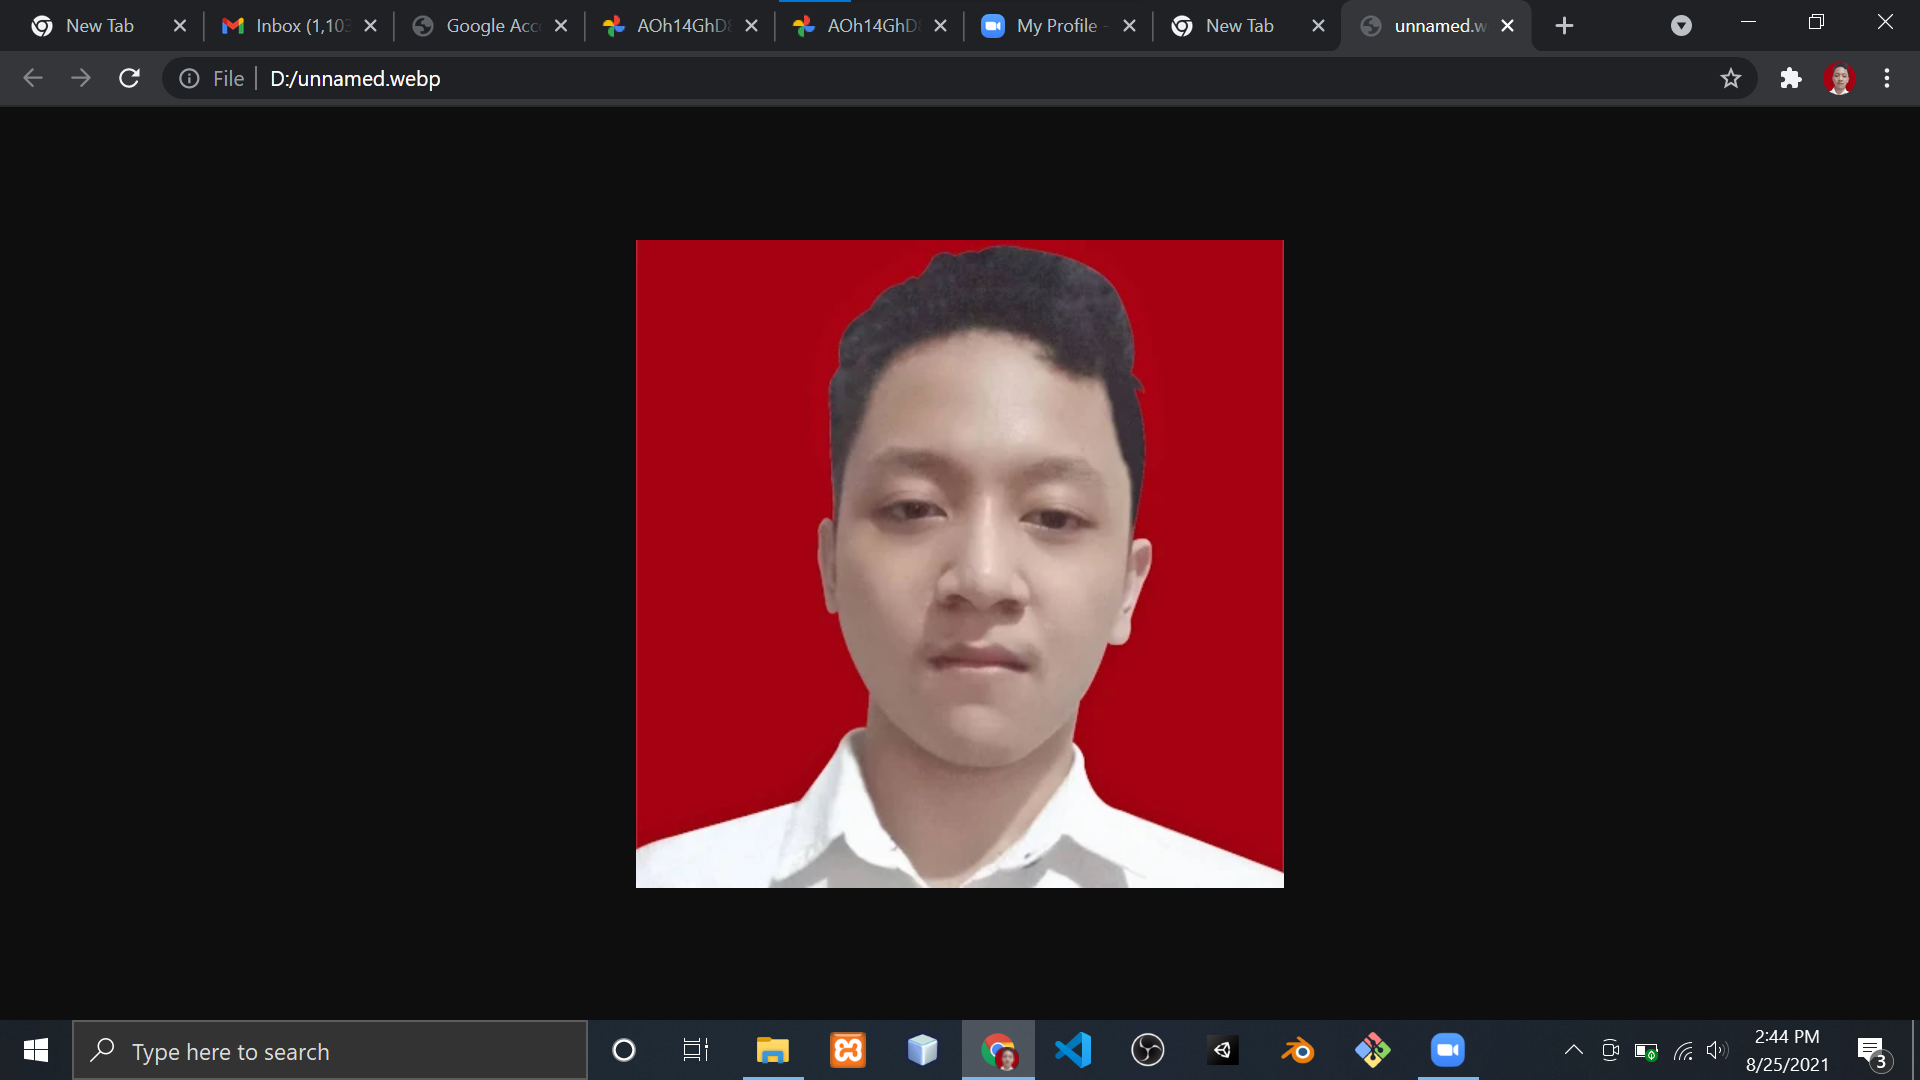 New Tab
Inbox (1,103
Google Acc
AOh14GhD
AOh14GhD
My Profile -
New Tab
unnamed.w
File
D:/unnamed.webp
Type here to search
2:44 PM
8/25/2021
3